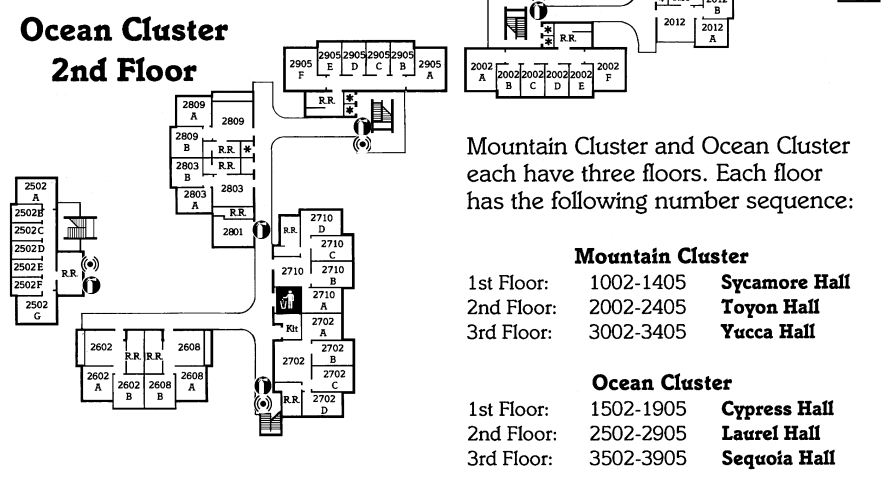 Ocean Cluster
2nd Floor
2905
F
2905
E
2905
D
2905
C
2905
B
2905
A
R.R.
*
*
2809
A
2809
2809
B
R.R.
*
2803
B
R.R.
2803
A
2803
R.R.
2801
2502
A
2502B
2502C
2502D
2502E
2502F
2502
G
R.R.
R.R.
2710
D
2710
C
2710
2710
B
2710
A
Kit
2702
A
2702
2702
B
2702
C
R.R.
2702
D
2602
R.R.
R.R.
2608
2602
A
2602
B
2608
B
2608
A
2012
B
2012
2012
A
*
*
R.R.
2002
A
2002
B
2002
C
2002
D
2002
E
2002
F
Mountain Cluster and Ocean Cluster
each have three floors. Each floor
has the following number sequence:
Mountain Cluster
1st Floor: 1002-1405 Sycamore Hall
2nd Floor: 2002-2405 Toyon Hall
3rd Floor: 3002-3405 Yucca Hall
Ocean Cluster
1st Floor: 1502-1905 Cypress Hall
2nd Floor: 2502-2905 Laurel Hall
3rd Floor: 3502-3905 Sequoia Hall